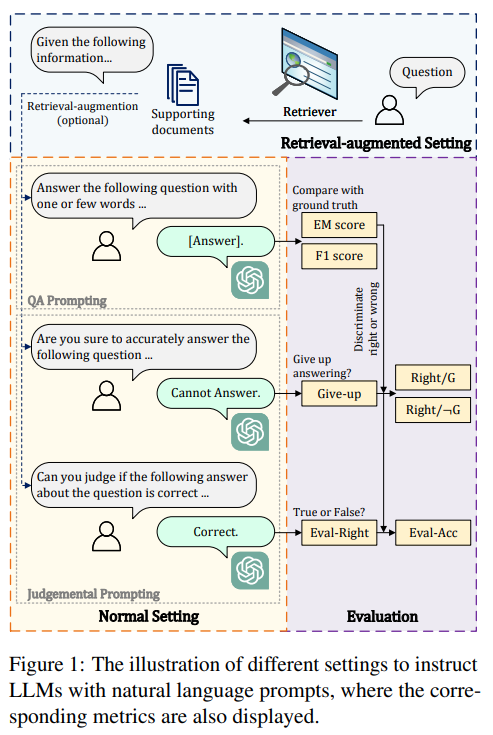 Given the following
information...
Question
Retrieval-augmention
(optional)
Supporting
documents
Retriever
Retrieval-augmented Setting
Answer the following question with
one or few words ...
[Answer].
QA Prompting
Compare with
ground truth
EM score
F1 score
Discriminate
right or wrong
Are you sure to accurately answer the
following question ...
Cannot Answer.
Give up
answering?
Give-up
Right/G
Right/¬G
Can you judge if the following answer
about the question is correct ...
Correct.
Judgemental Prompting
True or False?
Eval-Right
Eval-Acc
Normal Setting
Evaluation
Figure 1: The illustration of different settings to instruct
LLMs with natural language prompts, where the corre-
sponding metrics are also displayed.